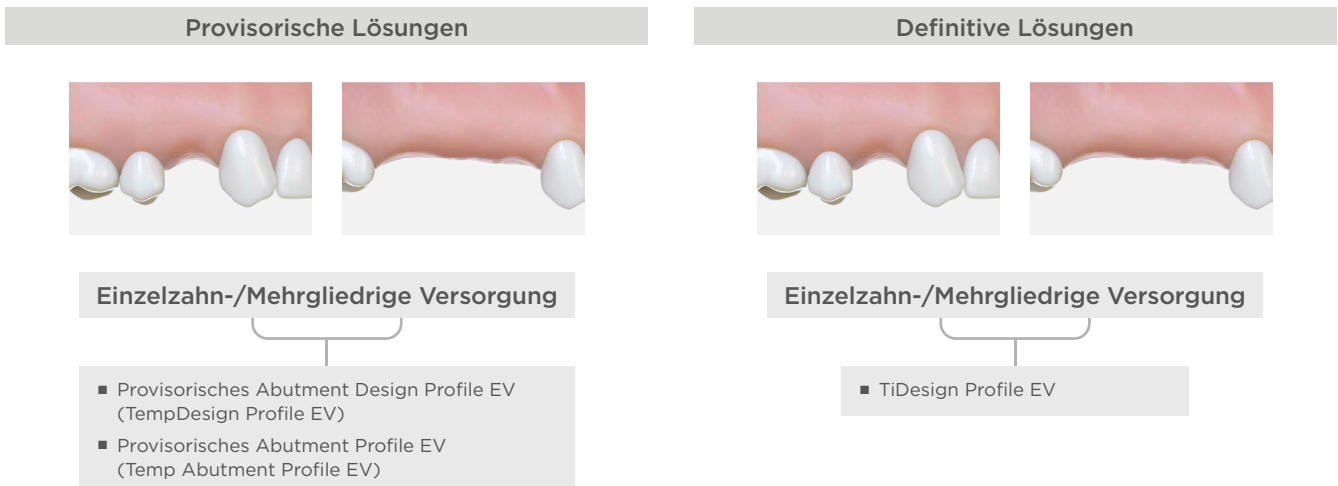 Provisorische Lösungen
Einzelzahn-/Mehrgliedrige Versorgung
■ Provisorisches Abutment Design Profile EV
(TempDesign Profile EV)
■ Provisorisches Abutment Profile EV
(Temp Abutment Profile EV)
Definitive Lösungen
Einzelzahn-/Mehrgliedrige Versorgung
■ TiDesign Profile EV